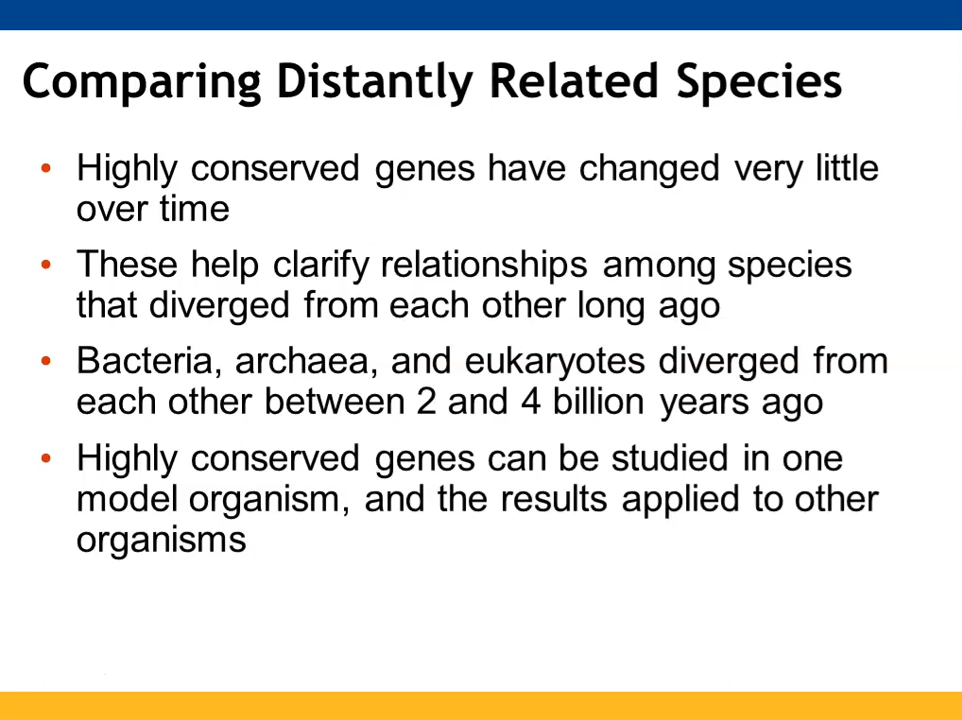 Comparing Distantly Related Species
• Highly conserved genes have changed very little
over time
• These help clarify relationships among species
that diverged from each other long ago
• Bacteria, archaea, and eukaryotes diverged from
each other between 2 and 4 billion years ago
• Highly conserved genes can be studied in one
model organism, and the results applied to other
organisms